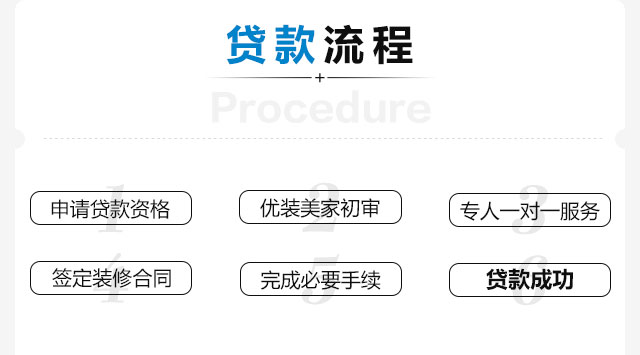 贷款流程
+
Procedure
1
申请贷款资格
2
优装美家初审
3
专人一对一服务
4
签定装修合同
5
完成必要手续
6
贷款成功